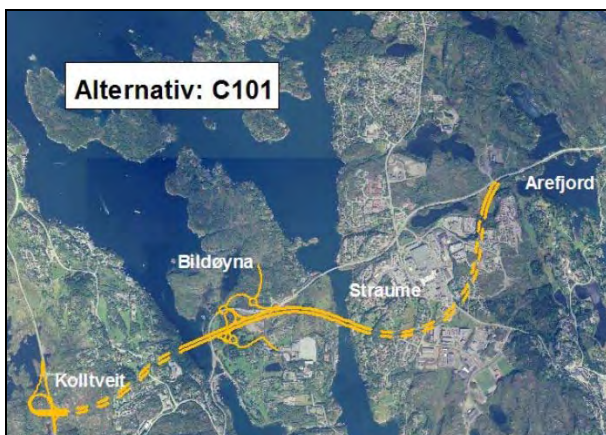 Alternativ: C101
Arefjord
Bildøyna
Straume
Kolltveit